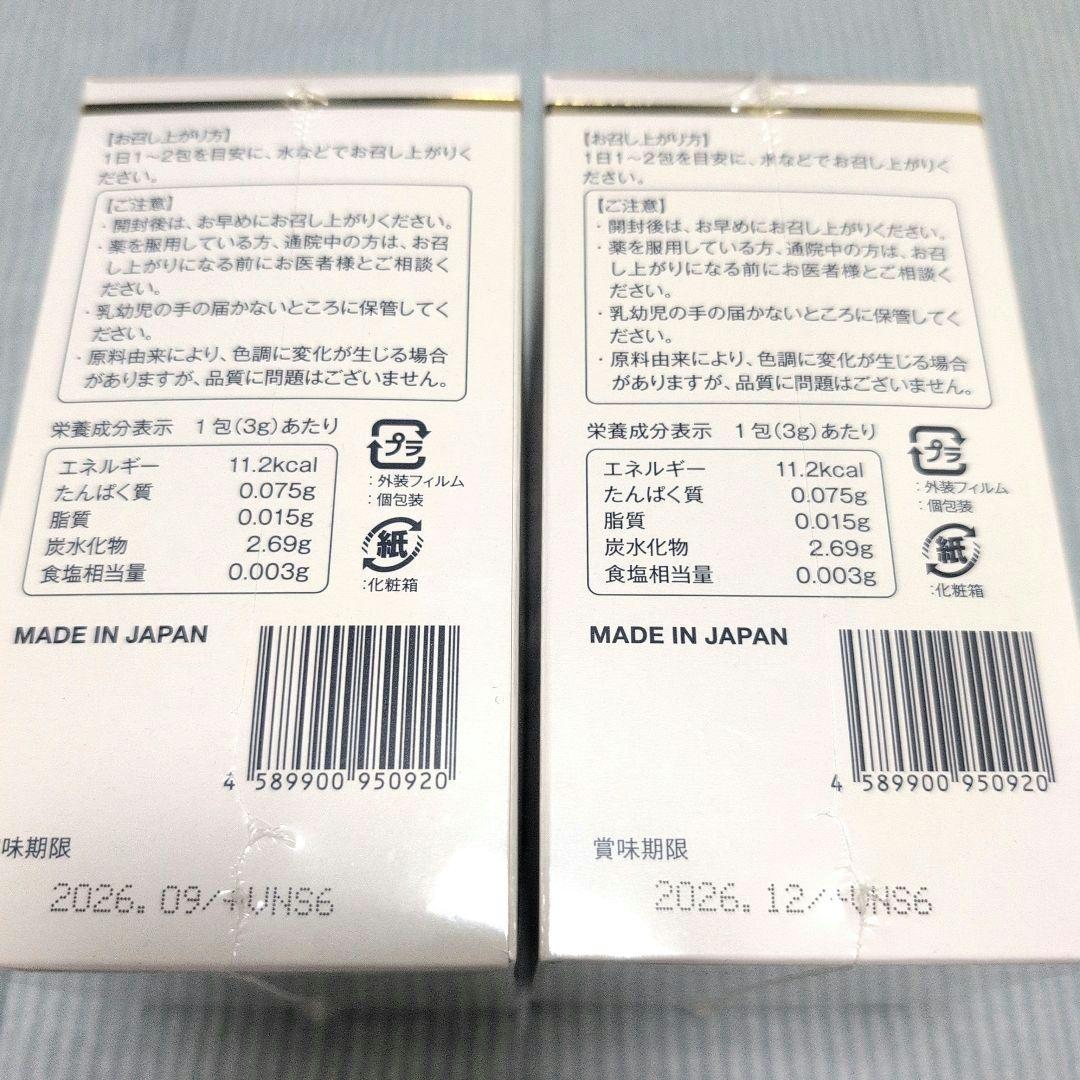 【お召し上がり方】
1日1～2包を目安に、水などでお召し上がりく
ださい。
【ご注意】
・開封後は、お早めにお召し上がりください。
・薬を服用している方、通院中の方は、お召
し上がりになる前にお医者様とご相談く
ださい。
・乳幼児の手の届かないところに保管してく
ださい。
・原料由来により、色調に変化が生じる場合
がありますが、品質に問題はございません。
栄養成分表示 1包(3g)あたり
エネルギー 11.2kcal
たんぱく質 0.075g
脂質 0.015g
炭水化物 2.69g
食塩相当量 0.003g
プラ
:外装フィルム
:個包装
紙
:化粧箱
MADE IN JAPAN
4 589900 950920
味期限
2026. 09/
【お召し上がり方】
1日1～2包を目安に、水などでお召し上がりく
ださい。
【ご注意】
・開封後は、お早めにお召し上がりください。
・薬を服用している方、通院中の方は、お召
し上がりになる前にお医者様とご相談く
ださい。
・乳幼児の手の届かないところに保管してく
ださい。
・原料由来により、色調に変化が生じる場合
がありますが、品質に問題はございません。
栄養成分表示 1包(3g)あたり
エネルギー 11.2kcal
たんぱく質 0.075g
脂質 0.015g
炭水化物 2.69g
食塩相当量 0.003g
プラ
:外装フィルム
:個包装
紙
:化粧箱
MADE IN JAPAN
4 589900 950920
賞味期限
2026. 12/